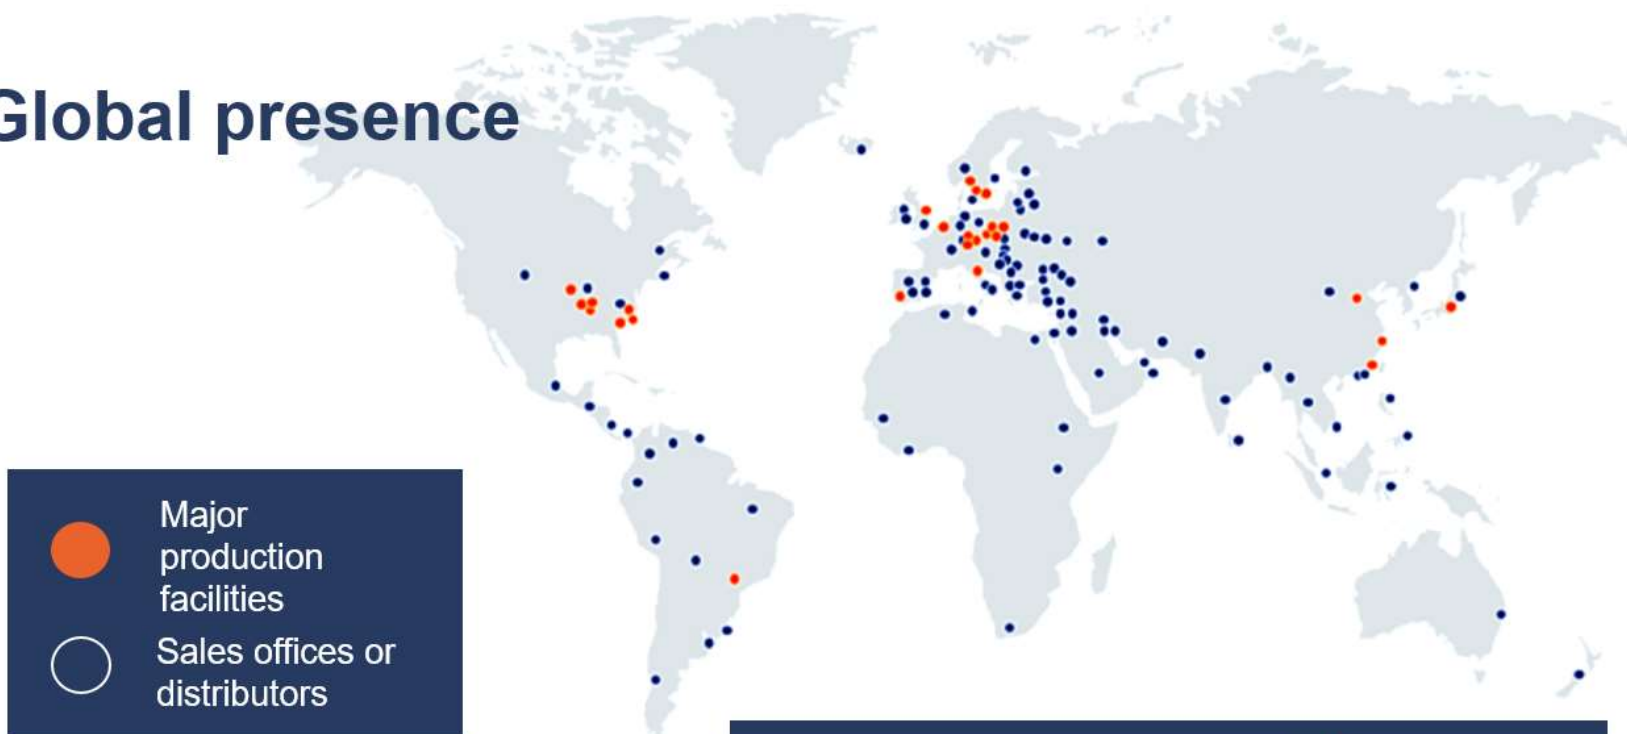 Global presence
Major
production
facilities
Sales offices or
distributors